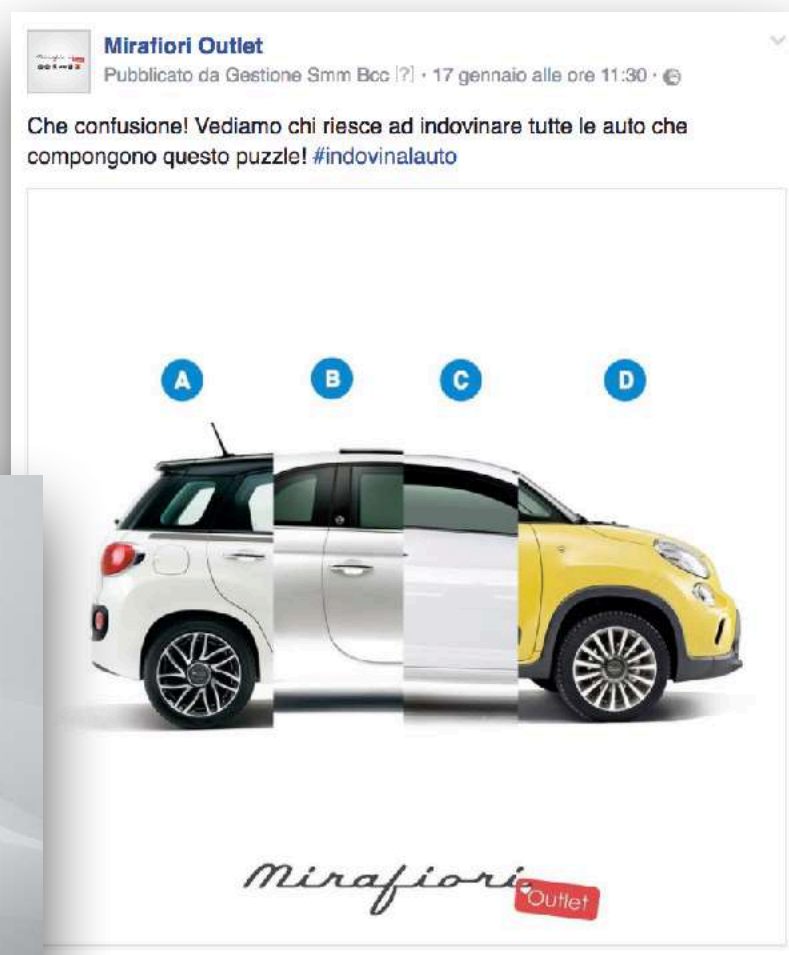 Mirafiori Outlet
Pubblicato da Gestione Smm Bcc [?] · 17 gennaio alle ore 11:30 ·
Che confusione! Vediamo chi riesce ad indovinare tutte le auto che
compongono questo puzzle! #indovinalauto
A B C D
Mirafiori
Outlet